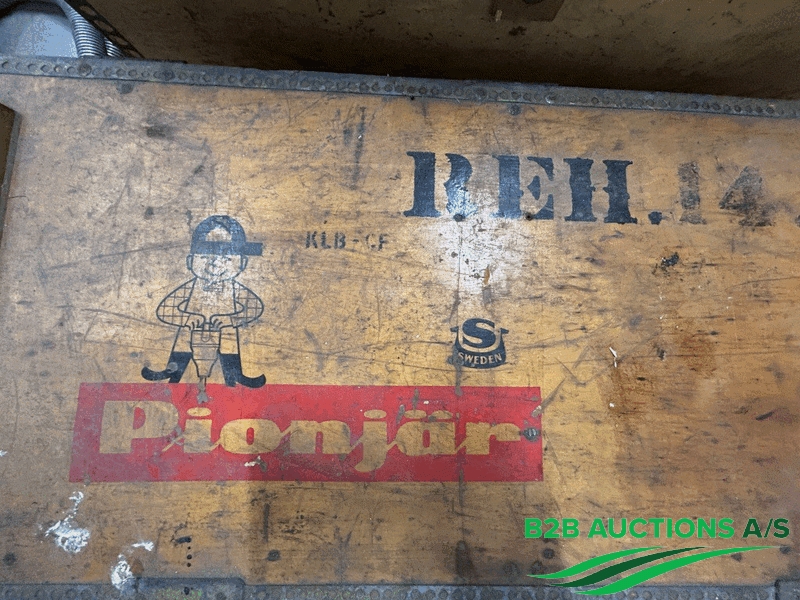 REH.14
KLB-CF
S
SWEDEN
Pionjär
B2B AUCTIONS A/S